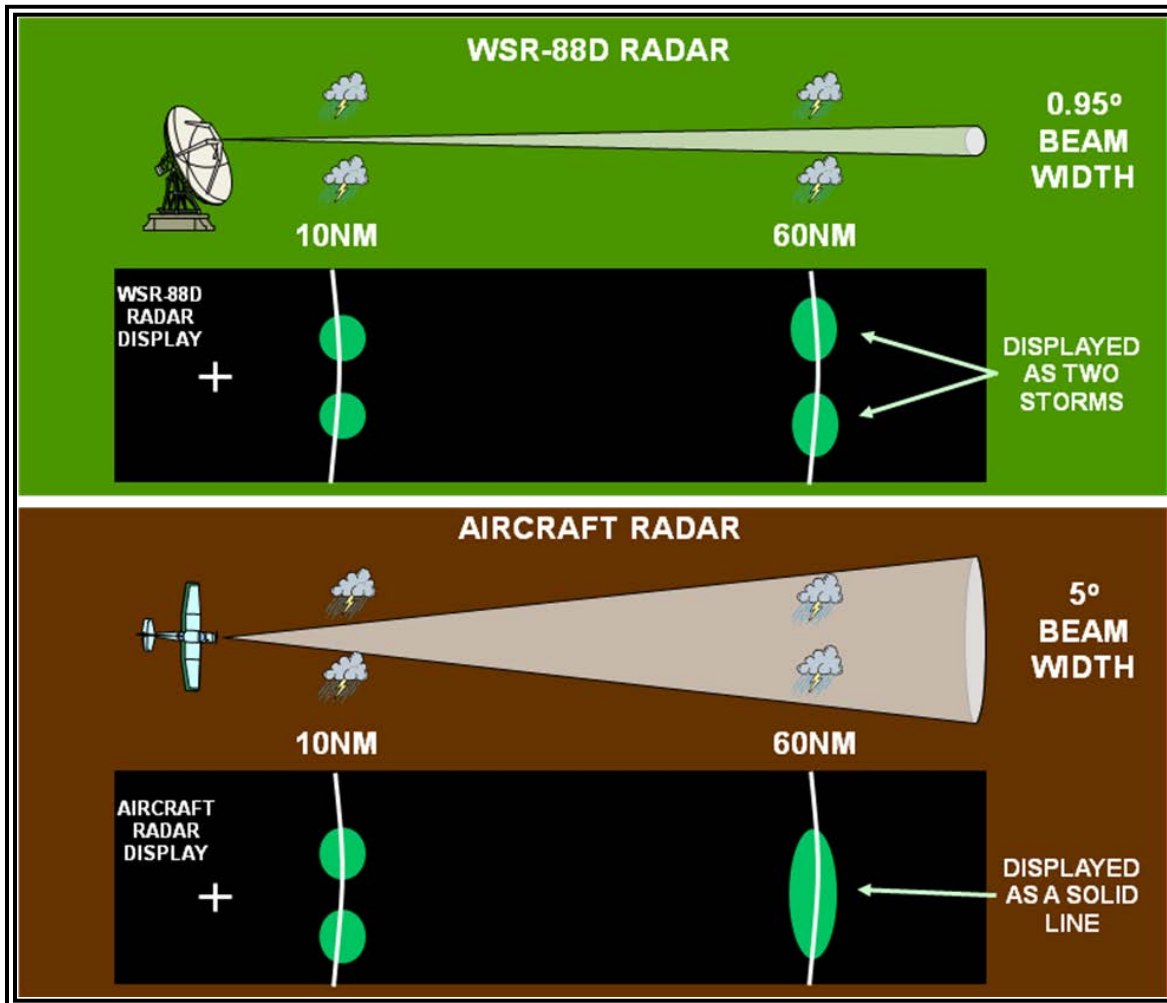 WSR-88D RADAR
0.95º
BEAM
WIDTH
10NM
60NM
WSR-88D
RADAR
DISPLAY
DISPLAYED
AS TWO
STORMS
AIRCRAFT RADAR
5º
BEAM
WIDTH
10NM
60NM
AIRCRAFT
RADAR
DISPLAY
DISPLAYED
AS A SOLID
LINE